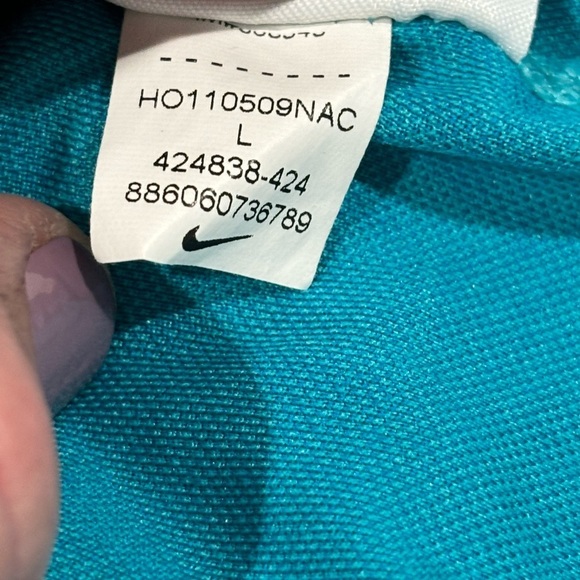 - - - - - - - -
HO110509NAC
L
424838-424
886060736789